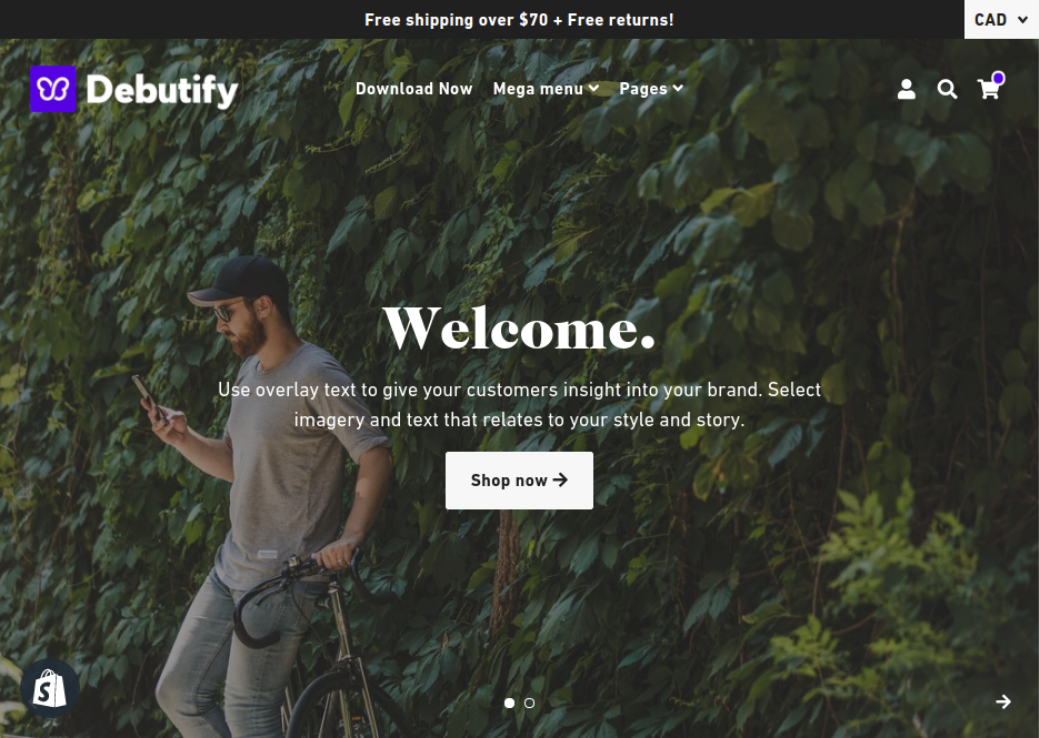 Free shipping over $70 + Free returns!
CAD
Debutify
Download Now
Mega menu
Pages
Welcome.
Use overlay text to give your customers insight into your brand. Select
imagery and text that relates to your style and story.
Shop now
S